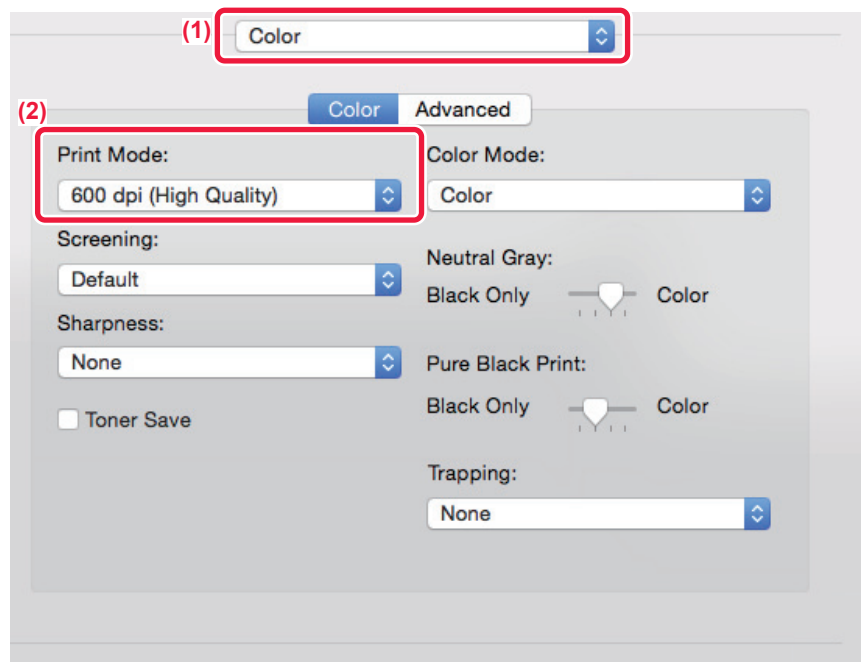 (1)
Color
(2)
Color Advanced
Print Mode:
600 dpi (High Quality)
Screening:
Default
Sharpness:
None
Toner Save
Color Mode:
Color
Neutral Gray:
Black Only Color
Pure Black Print:
Black Only Color
Trapping:
None